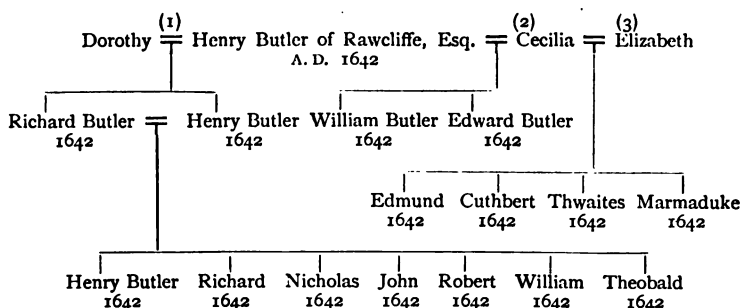 (1) (2) (3)
Dorothy = Henry Butler of Rawcliffe, Esq. = Cecilia = Elizabeth
A. D. 1642
Richard Butler = Henry Butler William Butler Edward Butler
1642 1642 1642 1642
Edmund Cuthbert Thwaites Marmaduke
1642 1642 1642 1642
Henry Butler Richard Nicholas John Robert William Theobald
1642 1642 1642 1642 1642 1642 1642